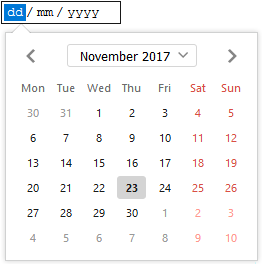 dd / mm / yyyy
November 2017
Mon Tue Wed Thu Fri Sat Sun
30 31 1 2 3 4 5
6 7 8 9 10 11 12
13 14 15 16 17 18 19
20 21 22 23 24 25 26
27 28 29 30 1 2 3
4 5 6 7 8 9 10